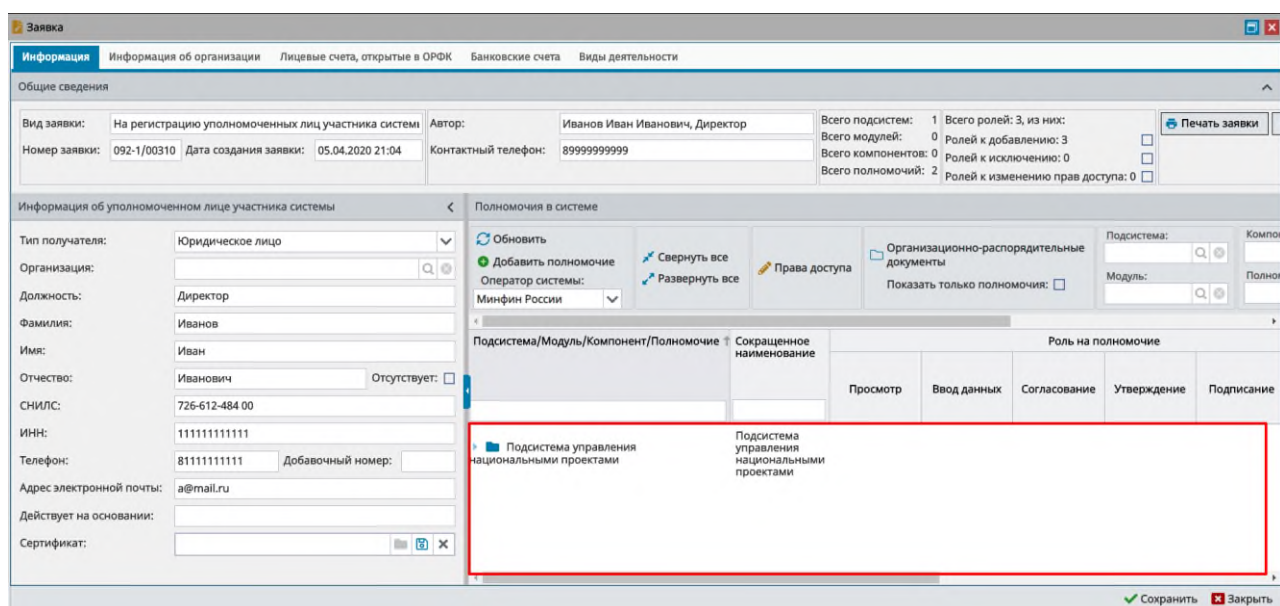 Заявка
Информация Информация об организации Лицевые счета, открытые в ОРФК Банковские счета Виды деятельности
Общие сведения
Вид заявки: На регистрацию уполномоченных лиц участника системы
Номер заявки: 092-1/00310 Дата создания заявки: 05.04.2020 21:04
Автор: Иванов Иван Иванович, Директор
Контактный телефон: 89999999999
Всего подсистем: 1
Всего модулей: 0
Всего компонентов: 0
Всего полномочий: 2
Всего ролей: 3, из них:
Ролей к добавлению: 3
Ролей к исключению: 0
Ролей к изменению прав доступа: 0
Печать заявки
Информация об уполномоченном лице участника системы
Тип получателя: Юридическое лицо
Организация:
Должность: Директор
Фамилия: Иванов
Имя: Иван
Отчество: Иванович Отсутствует:
СНИЛС: 726-612-484 00
ИНН: 111111111111
Телефон: 81111111111 Добавочный номер:
Адрес электронной почты: a@mail.ru
Действует на основании:
Сертификат:
Полномочия в системе
Обновить
Добавить полномочие
Оператор системы:
Минфин России
Свернуть все
Развернуть все
Права доступа
Организационно-распорядительные
документы
Показать только полномочия:
Подсистема:
Модуль:
Компо
Полно
Подсистема/Модуль/Компонент/Полномочие
Сокращенное
наименование
Роль на полномочие
Просмотр Ввод данных Согласование Утверждение Подписание
Подсистема управления
национальными проектами
Подсистема
управления
национальными
проектами
Сохранить Закрыть